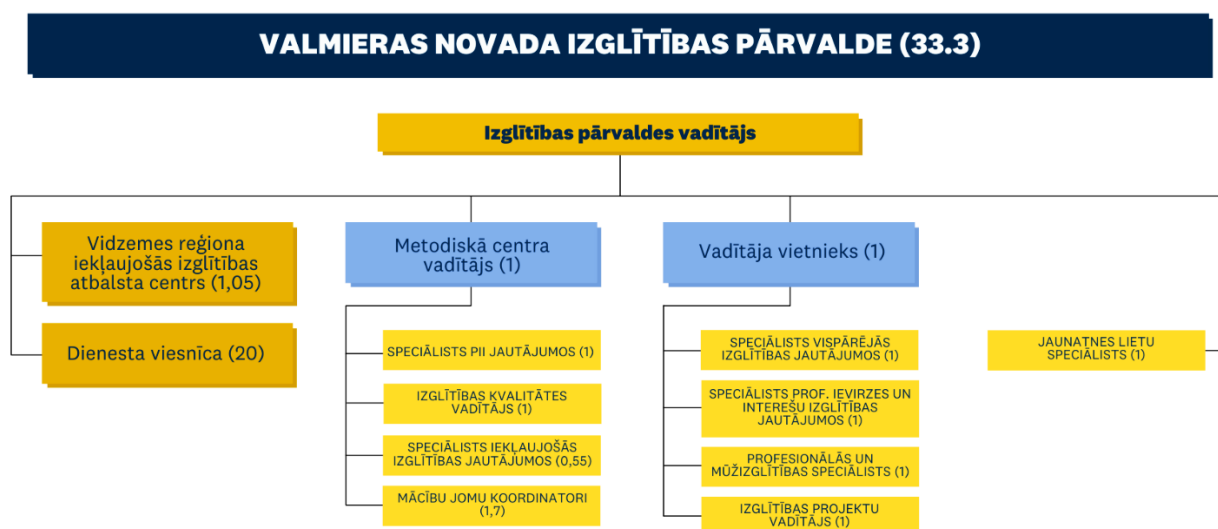 VALMIERAS NOVADA IZGLĪTĪBAS PĀRVALDE (33.3)
Izglītības pārvaldes vadītājs
Vidzemes reģiona
iekļaujošās izglītības
atbalsta centrs (1,05)
Dienesta viesnīca (20)
Metodiskā centra
vadītājs (1)
SPECIĀLISTS PII JAUTĀJUMOS (1)
IZGLĪTĪBAS KVALITĀTES
VADĪTĀJS (1)
SPECIĀLISTS IEKĻAUJOŠĀS
IZGLĪTĪBAS JAUTĀJUMOS (0,55)
MĀCĪBU JOMU KOORDINATORI
(1,7)
Vadītāja vietnieks (1)
SPECIĀLISTS VISPĀRĒJĀS
IZGLĪTĪBAS JAUTĀJUMOS (1)
SPECIĀLISTS PROF. IEVIRZES UN
INTEREŠU IZGLĪTĪBAS
JAUTĀJUMOS (1)
PROFESIONĀLĀS UN
MŪŽIZGLĪTĪBAS SPECIĀLISTS (1)
IZGLĪTĪBAS PROJEKTU
VADĪTĀJS (1)
JAUNATNES LIETU
SPECIĀLISTS (1)